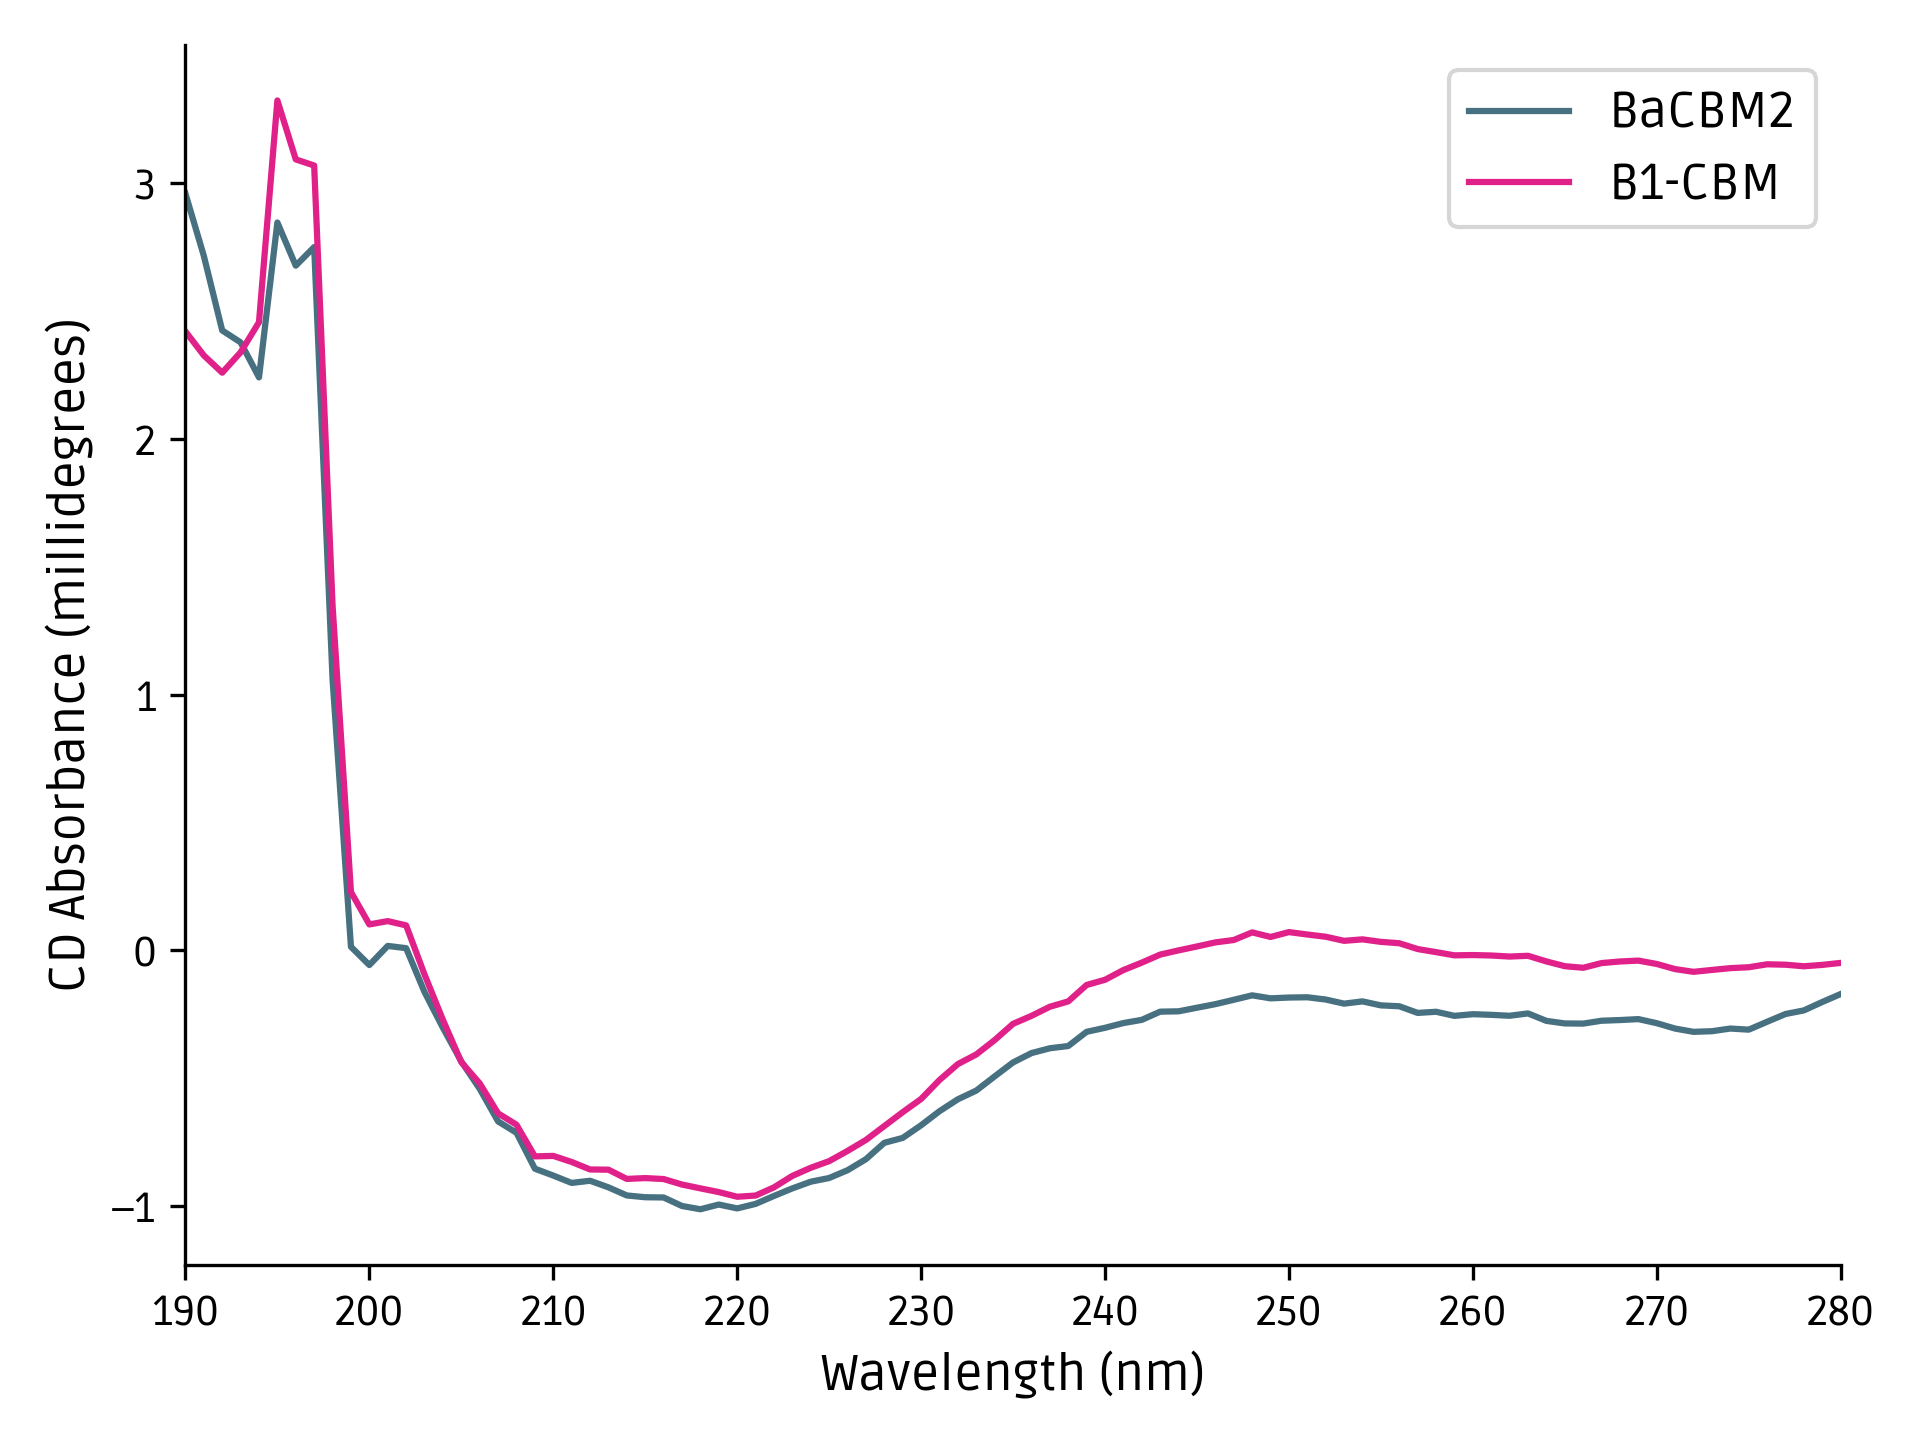 BaCBM2
B1-CBM
CD Absorbance (millidegrees)
3
2
1
0
−1
190 200 210 220 230 240 250 260 270 280
Wavelength (nm)